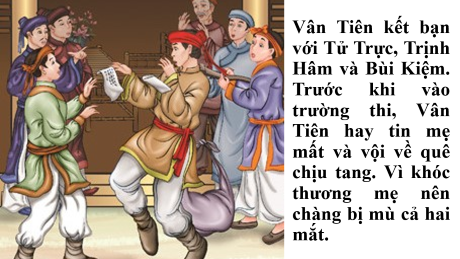 Vân Tiên kết bạn
với Tử Trực, Trịnh
Hâm và Bùi Kiệm.
Trước khi vào
trường thi, Vân
Tiên hay tin mẹ
mất và vội về quê
chịu tang. Vì khóc
thương mẹ nên
chàng bị mù cả hai
mắt.